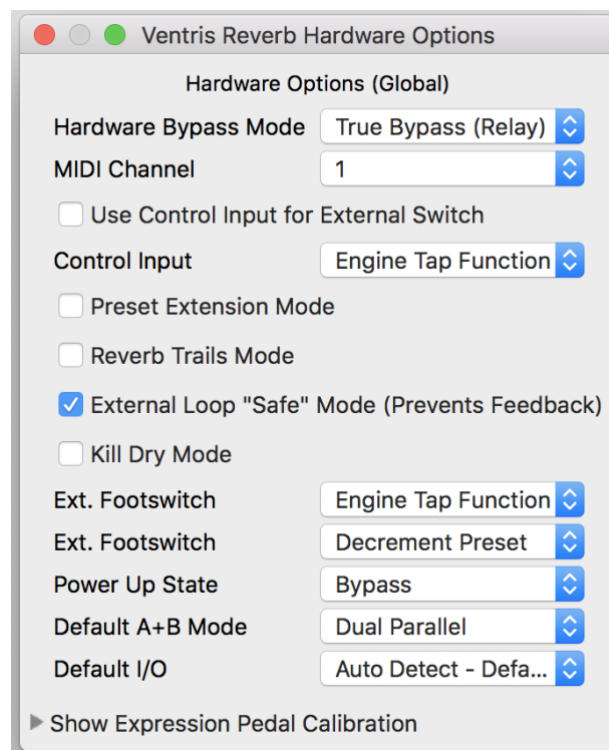 Ventris Reverb Hardware Options
Hardware Options (Global)
Hardware Bypass Mode True Bypass (Relay)
MIDI Channel 1
Use Control Input for External Switch
Control Input Engine Tap Function
Preset Extension Mode
Reverb Trails Mode
External Loop "Safe" Mode (Prevents Feedback)
Kill Dry Mode
Ext. Footswitch Engine Tap Function
Ext. Footswitch Decrement Preset
Power Up State Bypass
Default A+B Mode Dual Parallel
Default I/O Auto Detect - Defa...
Show Expression Pedal Calibration